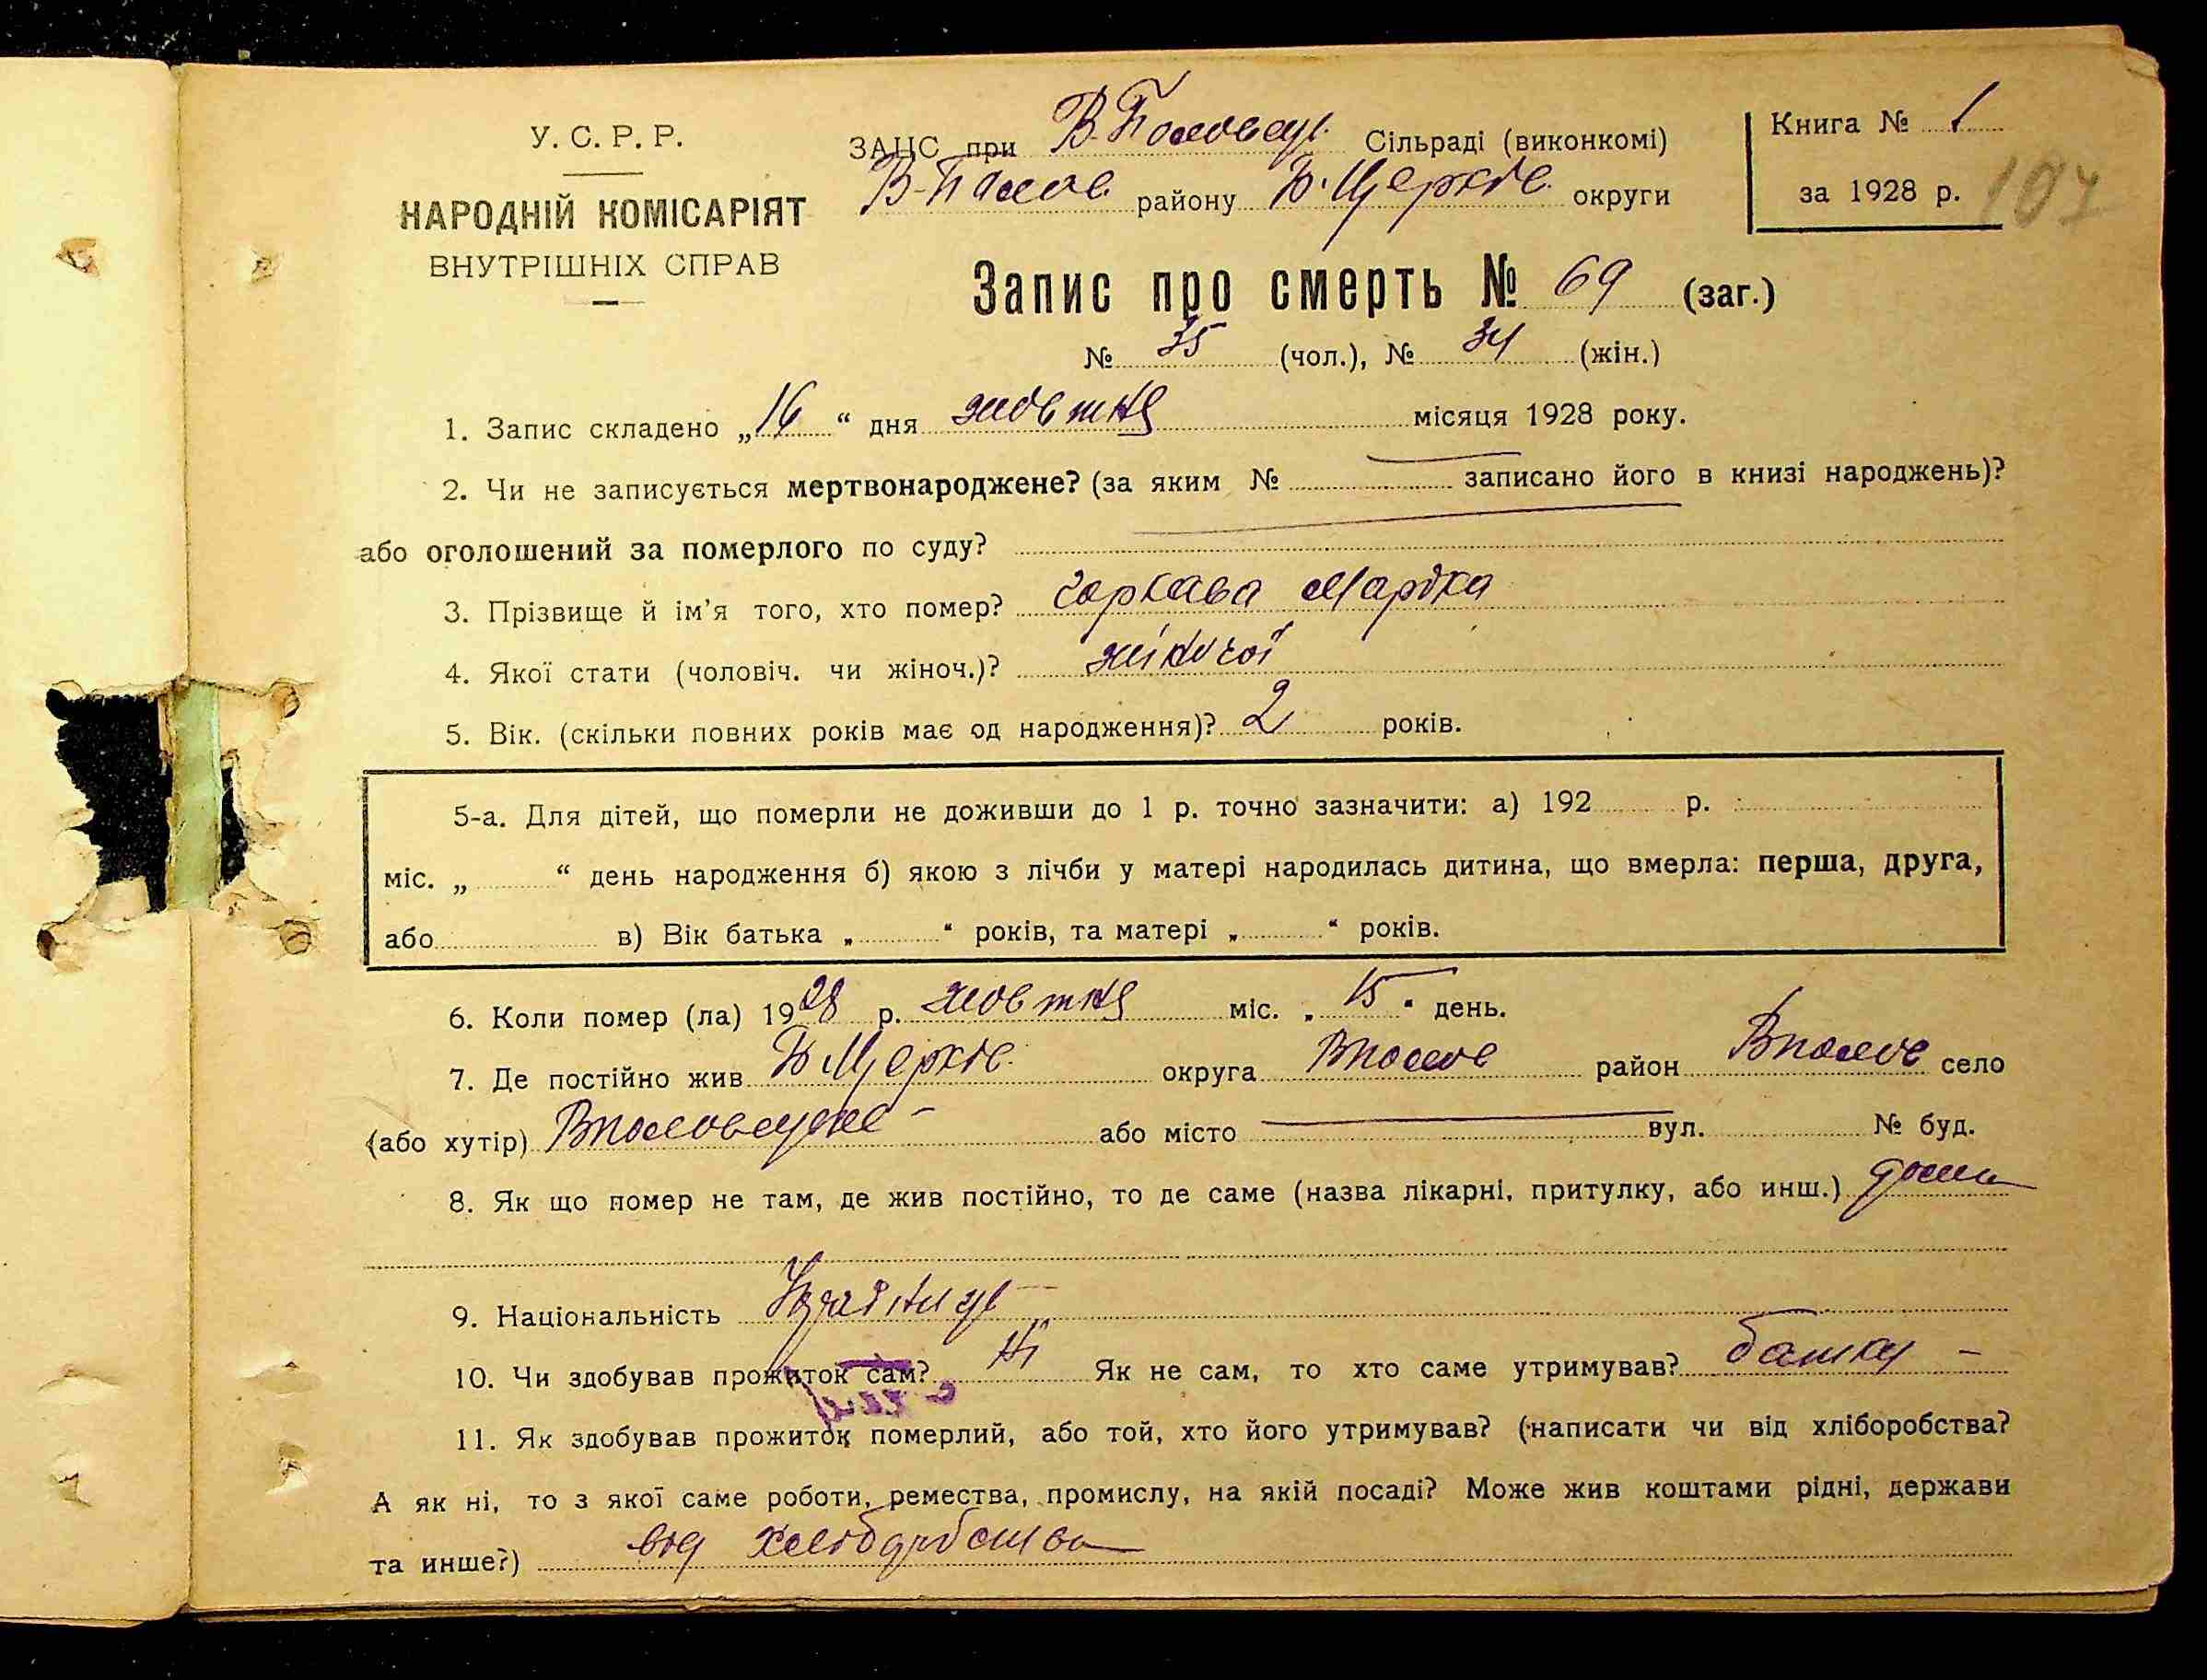 У. С. Р. Р.
НАРОДНІЙ КОМІСАРІЯТ
ВНУТРІШНІХ СПРАВ
ЗАЦС при В. Половец. Сільраді (виконкомі)
В-Полов. району Б. Церків. округи
Книга № 1
за 1928 р.
107
Запис про смерть № 69 (заг.)
№ 35 (чол.), № 34 (жін.)
1. Запис складено „16“ дня жовтня місяця 1928 року.
2. Чи не записується мертвонароджене? (за яким № записано його в книзі народжень)?
або оголошений за померлого по суду?
3. Прізвище й ім'я того, хто помер? Чаркава
4. Якої стати (чоловіч. чи жіноч.)? жіночої
5. Вік. (скільки повних років має од народження)? 2 років.
5-а. Для дітей, що померли не доживши до 1 р. точно зазначити: а) 192 р.
міс. „ “ день народження б) якою з лічби у матері народилась дитина, що вмерла: перша, друга,
або в) Вік батька „ “ років, та матері „ “ років.
6. Коли помер (ла) 1928 р. жовтня міс. „15“ день.
7. Де постійно жив Б Церків. округа Вполов район Вполов село
(або хутір) або місто вул. № буд.
8. Як що помер не там, де жив постійно, то де саме (назва лікарні, притулку, або инш.) дома
9. Національність
10. Чи здобував прожиток сам? Ні Як не сам, то хто саме утримував? батьки
11. Як здобував прожиток померлий, або той, хто його утримував? (написати чи від хліборобства?
А як ні, то з якої саме роботи, ремества, промислу, на якій посаді? Може жив коштами рідні, держави
та инше?) від хліборобства